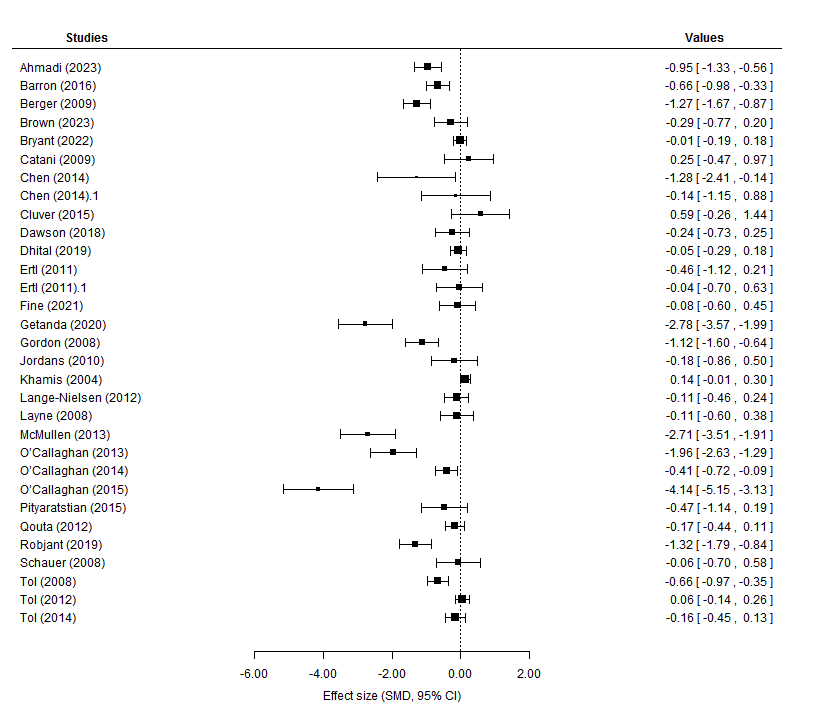 Studies Values
Ahmadi (2023) -0.95 [ -1.33 , -0.56 ]
Barron (2016) -0.66 [ -0.98 , -0.33 ]
Berger (2009) -1.27 [ -1.67 , -0.87 ]
Brown (2023) -0.29 [ -0.77 , 0.20 ]
Bryant (2022) -0.01 [ -0.19 , 0.18 ]
Catani (2009) 0.25 [ -0.47 , 0.97 ]
Chen (2014) -1.28 [ -2.41 , -0.14 ]
Chen (2014).1 -0.14 [ -1.15 , 0.88 ]
Cluver (2015) 0.59 [ -0.26 , 1.44 ]
Dawson (2018) -0.24 [ -0.73 , 0.25 ]
Dhital (2019) -0.05 [ -0.29 , 0.18 ]
Ertl (2011) -0.46 [ -1.12 , 0.21 ]
Ertl (2011).1 -0.04 [ -0.70 , 0.63 ]
Fine (2021) -0.08 [ -0.60 , 0.45 ]
Getanda (2020) -2.78 [ -3.57 , -1.99 ]
Gordon (2008) -1.12 [ -1.60 , -0.64 ]
Jordans (2010) -0.18 [ -0.86 , 0.50 ]
Khamis (2004) 0.14 [ -0.01 , 0.30 ]
Lange-Nielsen (2012) -0.11 [ -0.46 , 0.24 ]
Layne (2008) -0.11 [ -0.60 , 0.38 ]
McMullen (2013) -2.71 [ -3.51 , -1.91 ]
O'Callaghan (2013) -1.96 [ -2.63 , -1.29 ]
O'Callaghan (2014) -0.41 [ -0.72 , -0.09 ]
O'Callaghan (2015) -4.14 [ -5.15 , -3.13 ]
Pityaratstian (2015) -0.47 [ -1.14 , 0.19 ]
Qouta (2012) -0.17 [ -0.44 , 0.11 ]
Robjant (2019) -1.32 [ -1.79 , -0.84 ]
Schauer (2008) -0.06 [ -0.70 , 0.58 ]
Tol (2008) -0.66 [ -0.97 , -0.35 ]
Tol (2012) 0.06 [ -0.14 , 0.26 ]
Tol (2014) -0.16 [ -0.45 , 0.13 ]
-6.00 -4.00 -2.00 0.00 2.00
Effect size (SMD, 95% CI)